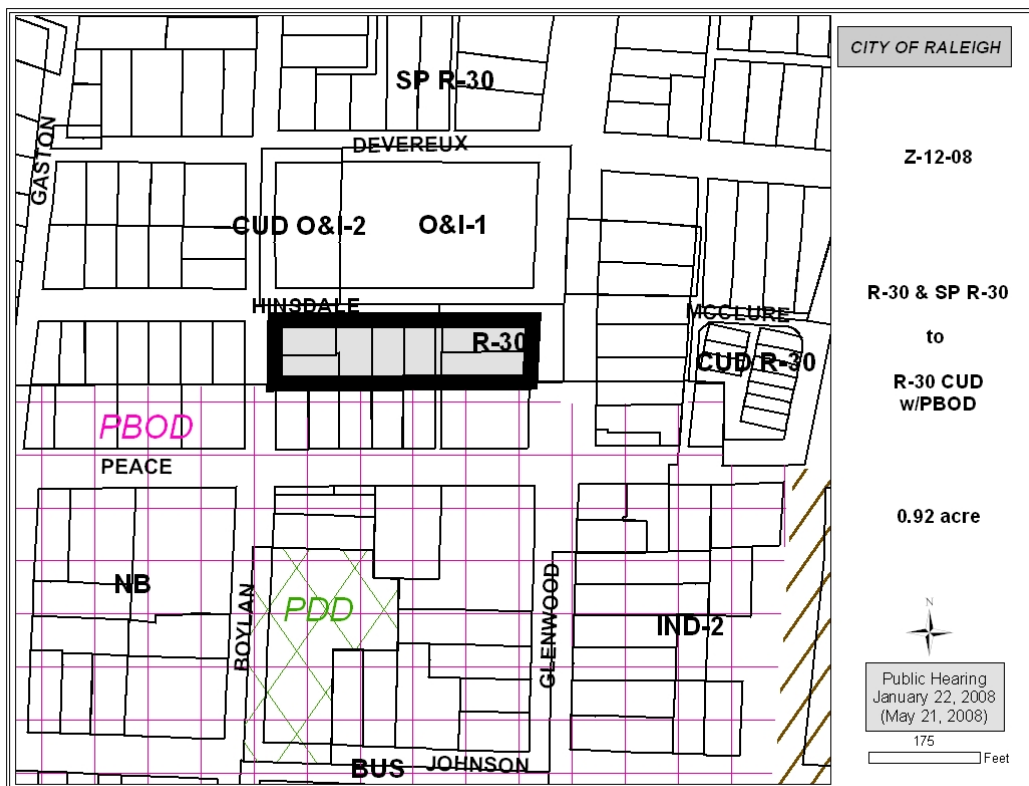 SP R-30
DEVEREUX
GASTON
CUD O&I-2
O&I-1
HINSDALE
MCCLURE
R-30
CUD R-30
PBOD
PEACE
NB
BOYLAN
PDD
GLENWOOD
IND-2
BUS
JOHNSON
CITY OF RALEIGH
Z-12-08
R-30 & SP R-30
to
R-30 CUD
w/PBOD
0.92 acre
N
Public Hearing
January 22, 2008
(May 21, 2008)
175
Feet